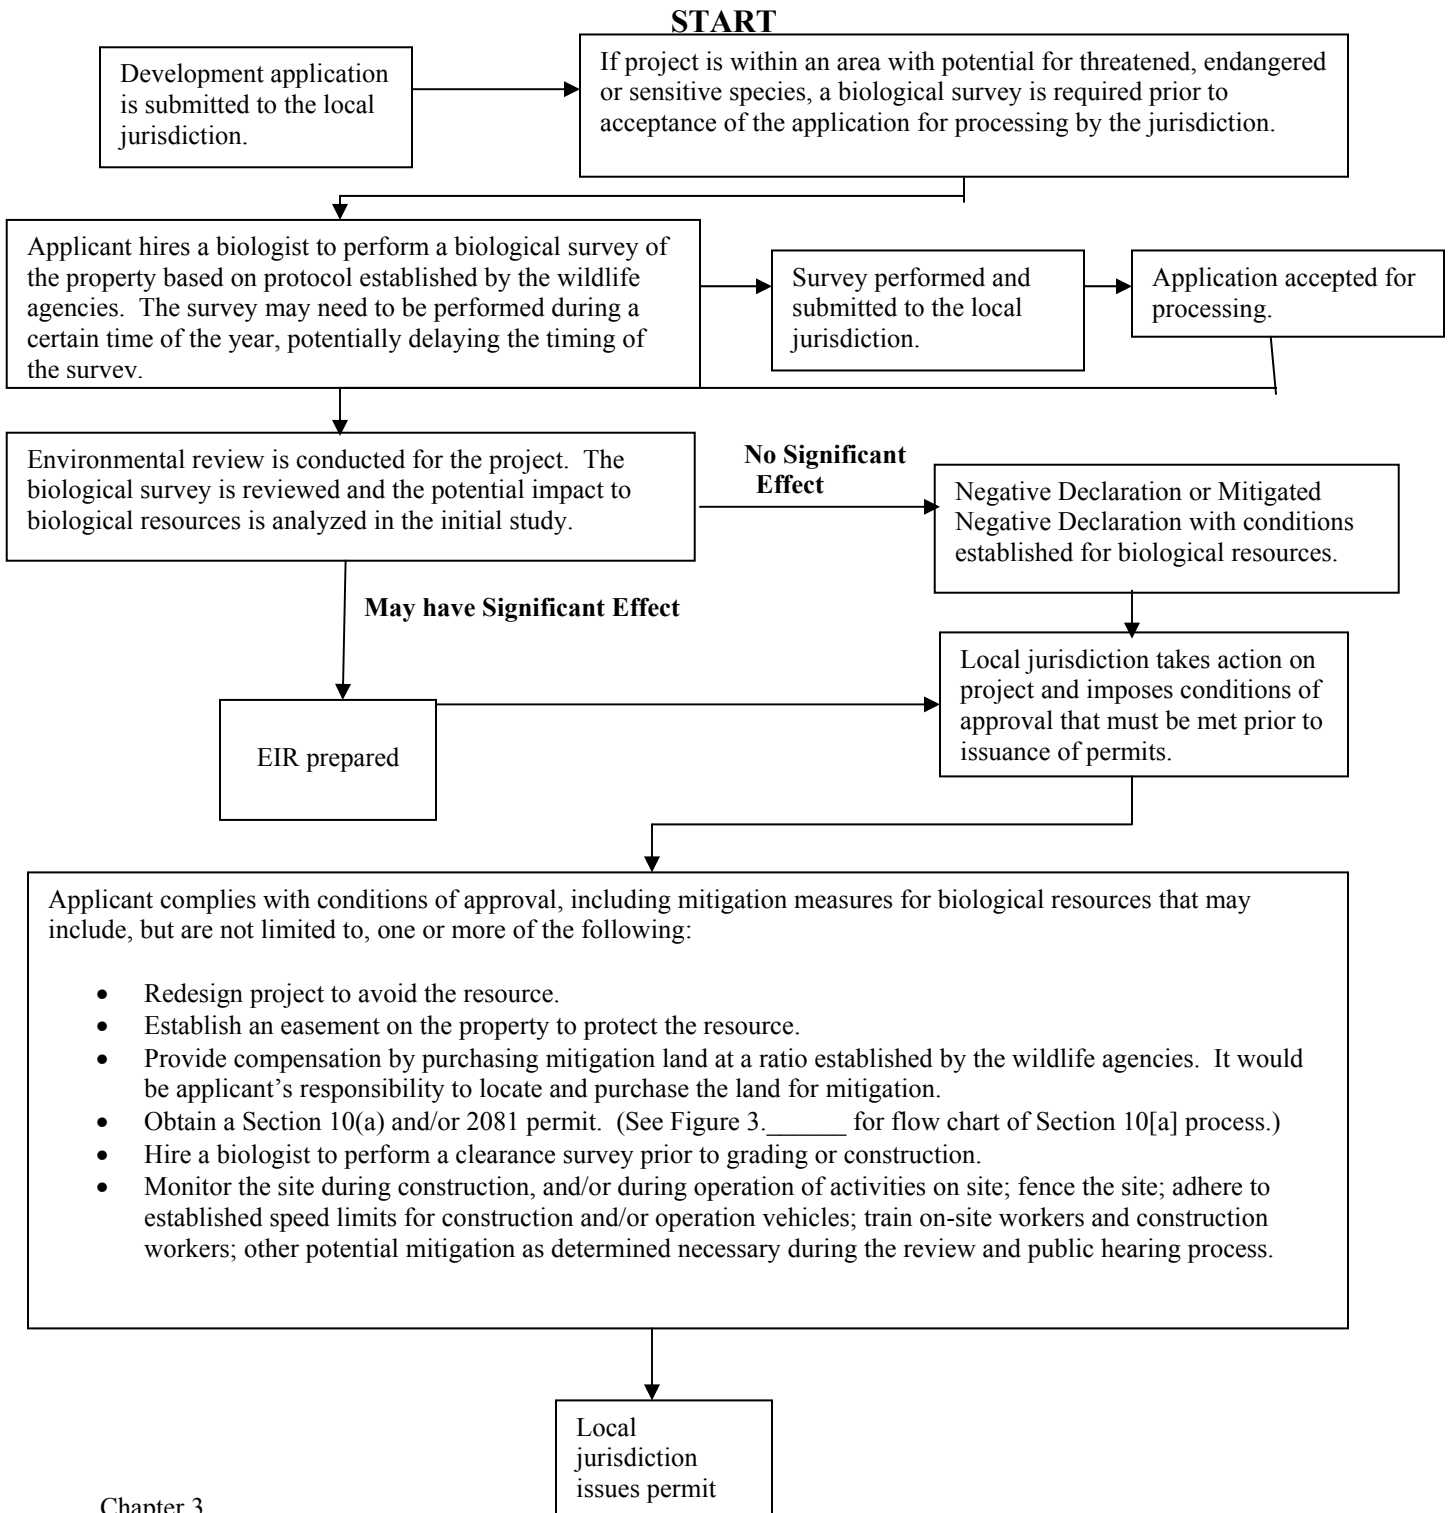 START
Development application
is submitted to the local
jurisdiction.
If project is within an area with potential for threatened, endangered
or sensitive species, a biological survey is required prior to
acceptance of the application for processing by the jurisdiction.
Applicant hires a biologist to perform a biological survey of
the property based on protocol established by the wildlife
agencies.  The survey may need to be performed during a
certain time of the year, potentially delaying the timing of
the survey.
Survey performed and
submitted to the local
jurisdiction.
Application accepted for
processing.
Environmental review is conducted for the project.  The
biological survey is reviewed and the potential impact to
biological resources is analyzed in the initial study.
No Significant
Effect
Negative Declaration or Mitigated
Negative Declaration with conditions
established for biological resources.
May have Significant Effect
Local jurisdiction takes action on
project and imposes conditions of
approval that must be met prior to
issuance of permits.
EIR prepared
Applicant complies with conditions of approval, including mitigation measures for biological resources that may
include, but are not limited to, one or more of the following:
• Redesign project to avoid the resource.
• Establish an easement on the property to protect the resource.
• Provide compensation by purchasing mitigation land at a ratio established by the wildlife agencies.  It would
be applicant's responsibility to locate and purchase the land for mitigation.
• Obtain a Section 10(a) and/or 2081 permit.  (See Figure 3.______ for flow chart of Section 10[a] process.)
• Hire a biologist to perform a clearance survey prior to grading or construction.
• Monitor the site during construction, and/or during operation of activities on site; fence the site; adhere to
established speed limits for construction and/or operation vehicles; train on-site workers and construction
workers; other potential mitigation as determined necessary during the review and public hearing process.
Local
jurisdiction
issues permit
Chapter 3